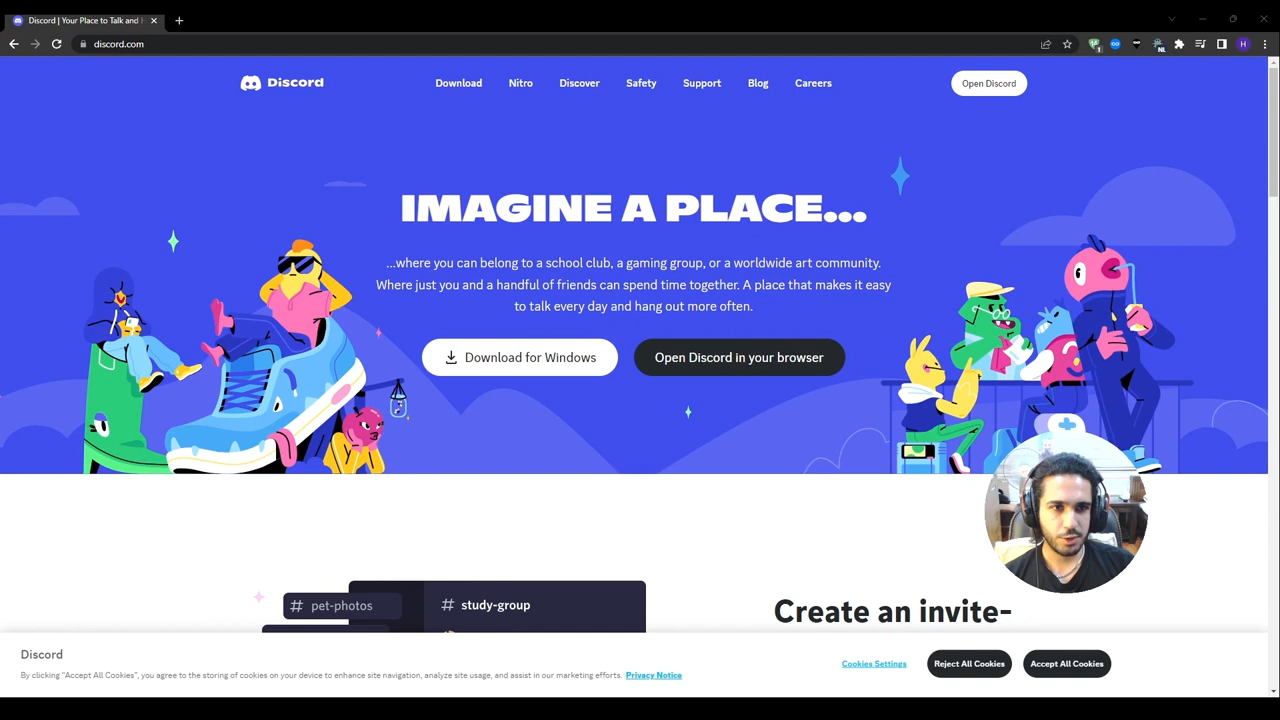 Discord | Your Place to Talk and H
discord.com
1
NL
H
Discord
Download
Nitro
Discover
Safety
Support
Blog
Careers
Open Discord
IMAGINE A PLACE...
...where you can belong to a school club, a gaming group, or a worldwide art community.
Where just you and a handful of friends can spend time together. A place that makes it easy
to talk every day and hang out more often.
Download for Windows
Open Discord in your browser
# pet-photos
# study-group
Create an invite-
Discord
By clicking “Accept All Cookies”, you agree to the storing of cookies on your device to enhance site navigation, analyze site usage, and assist in our marketing efforts. Privacy Notice
Cookies Settings
Reject All Cookies
Accept All Cookies